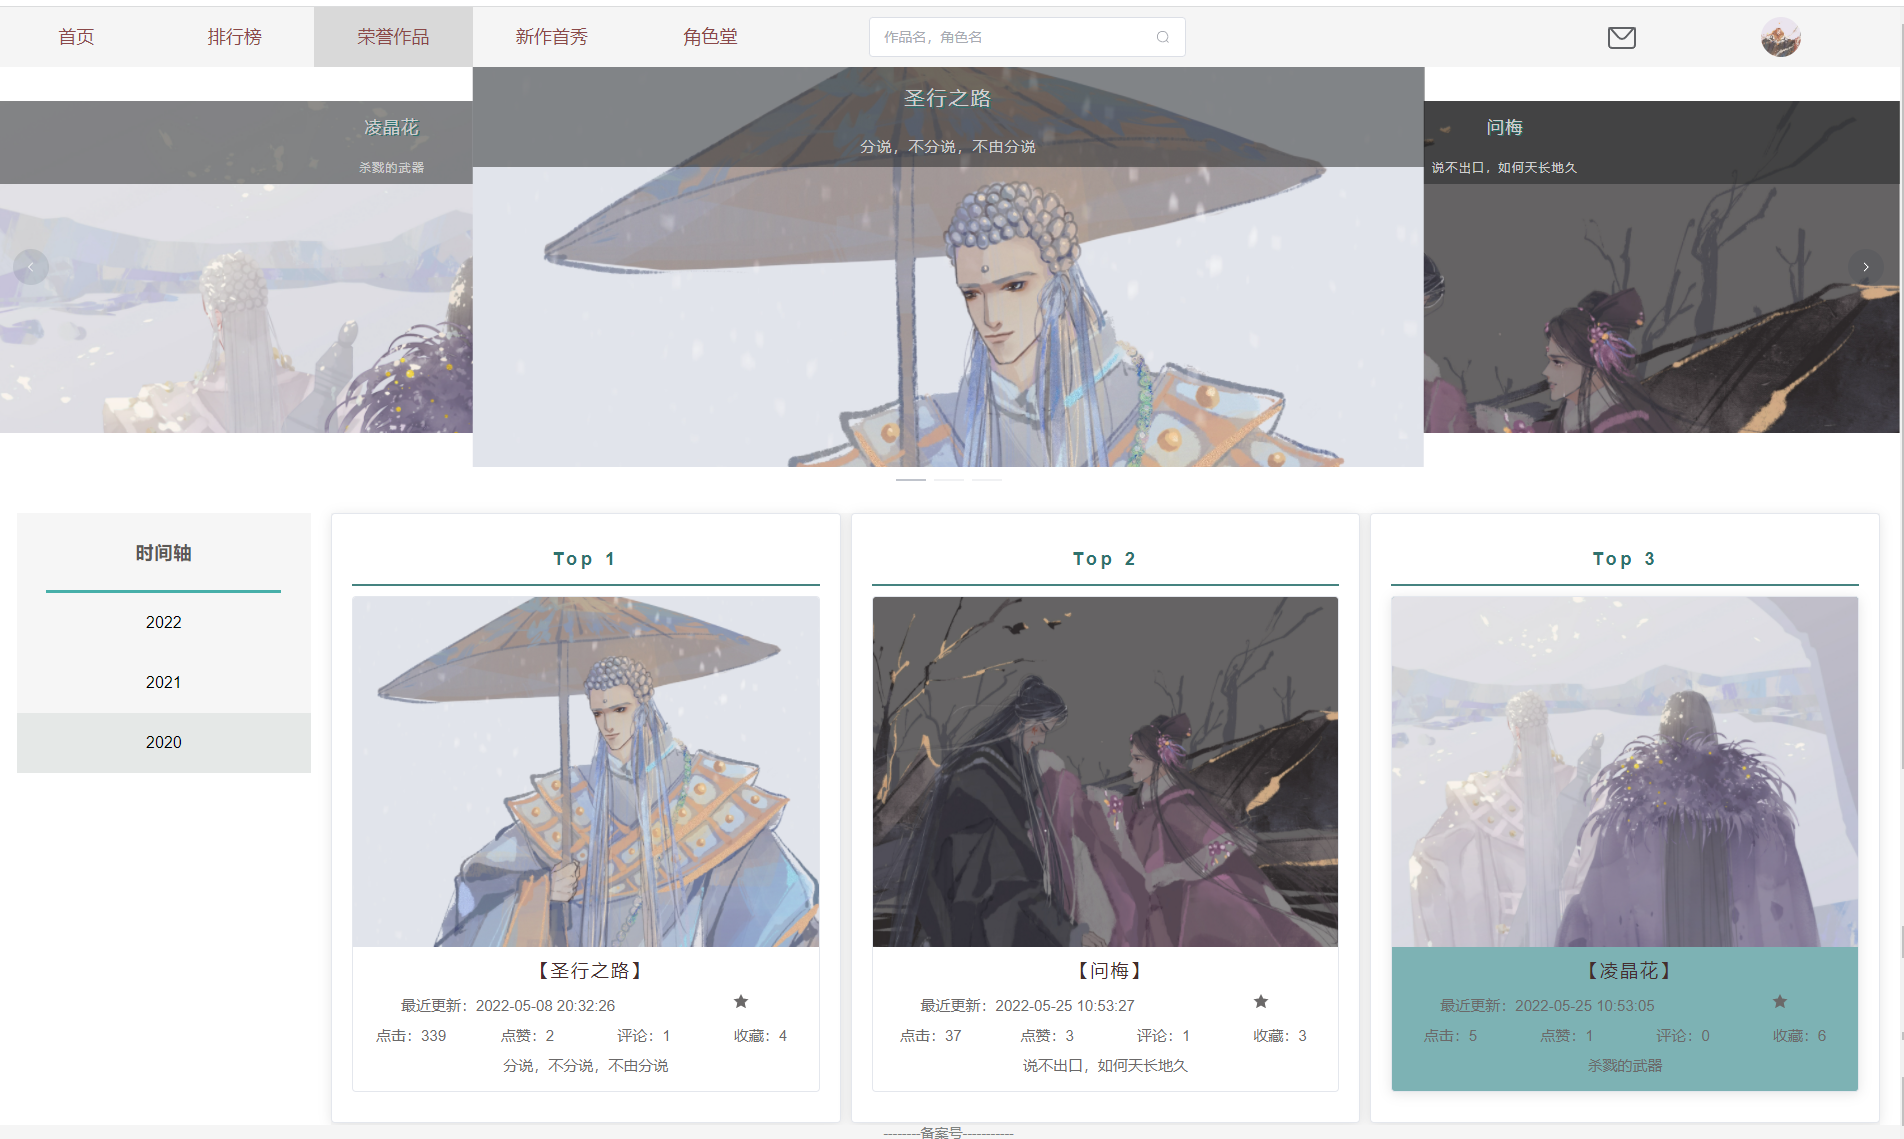 首页 排行榜 荣誉作品 新作首秀 角色堂 作品名，角色名
凌晶花
杀戮的武器
圣行之路
分说，不分说，不由分说
问梅
说不出口，如何天长地久
时间轴
2022
2021
2020
Top 1
【圣行之路】
最近更新：2022-05-08 20:32:26
点击：339 点赞：2 评论：1 收藏：4
分说，不分说，不由分说
Top 2
【问梅】
最近更新：2022-05-25 10:53:27
点击：37 点赞：3 评论：1 收藏：3
说不出口，如何天长地久
Top 3
【凌晶花】
最近更新：2022-05-25 10:53:05
点击：5 点赞：1 评论：0 收藏：6
杀戮的武器
--------备案号-----------